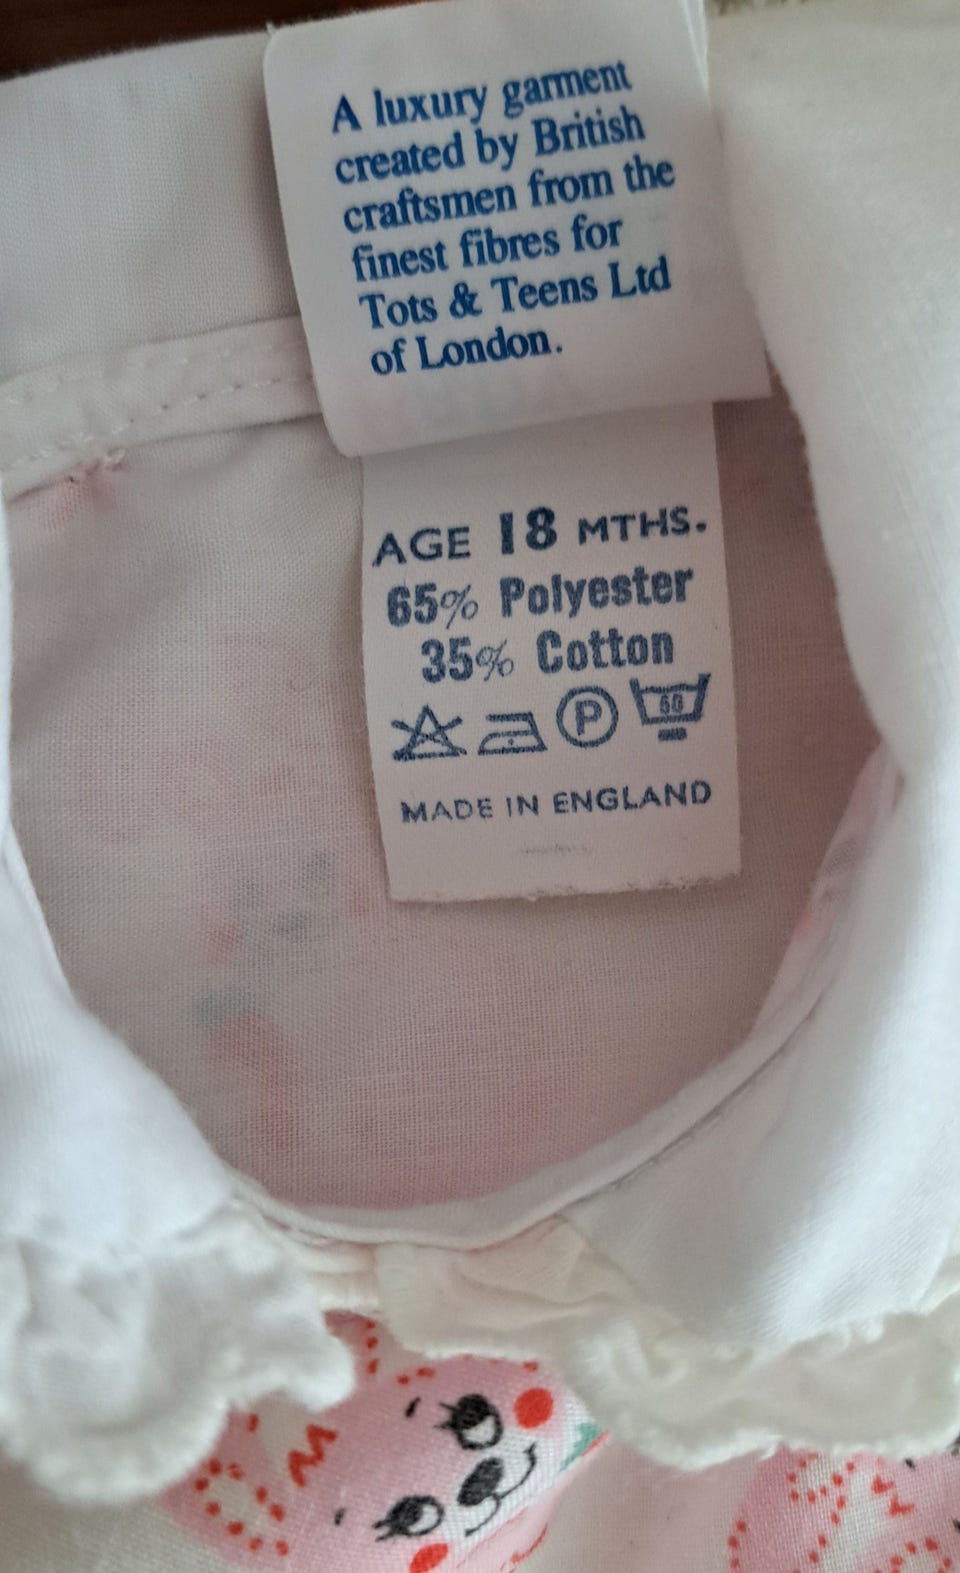 A luxury garment
created by British
craftsmen from the
finest fibres for
Tots & Teens Ltd
of London.
AGE 18 MTHS.
65% Polyester
35% Cotton
P 60
MADE IN ENGLAND